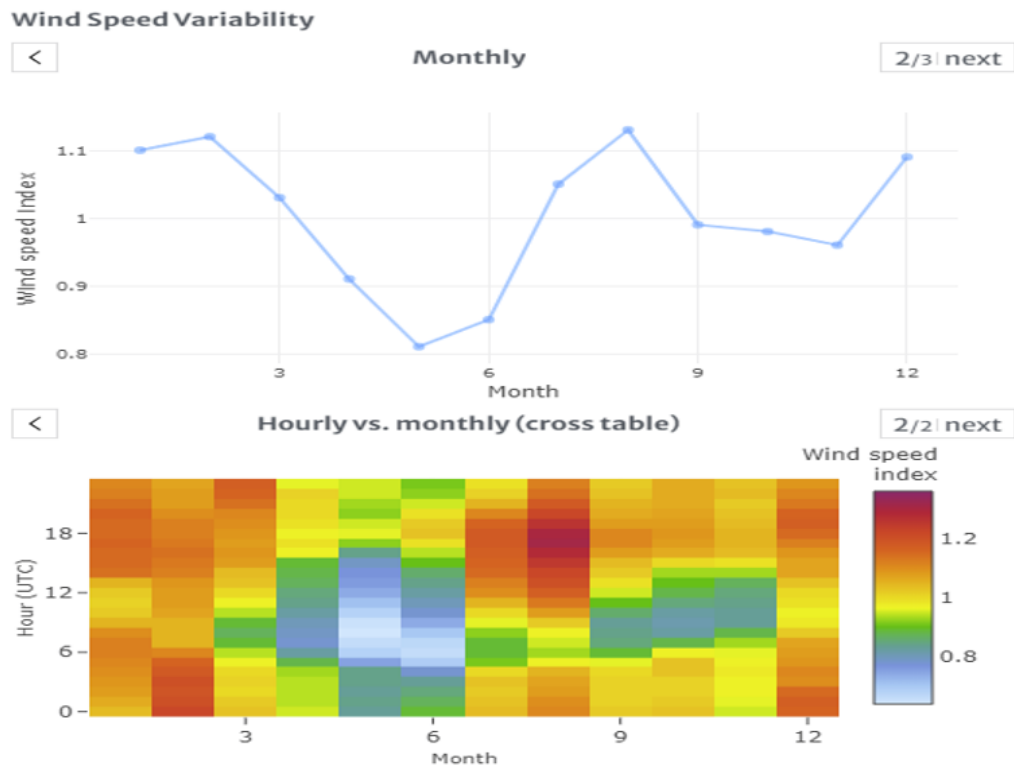 Wind Speed Variability
< Monthly 2/3 next
1.1
1
0.9
0.8
Wind speed Index
3 6 9 12
Month
< Hourly vs. monthly (cross table) 2/2 next
Wind speed
index
18
12
6
0
Hour (UTC)
3 6 9 12
Month
1.2
1
0.8